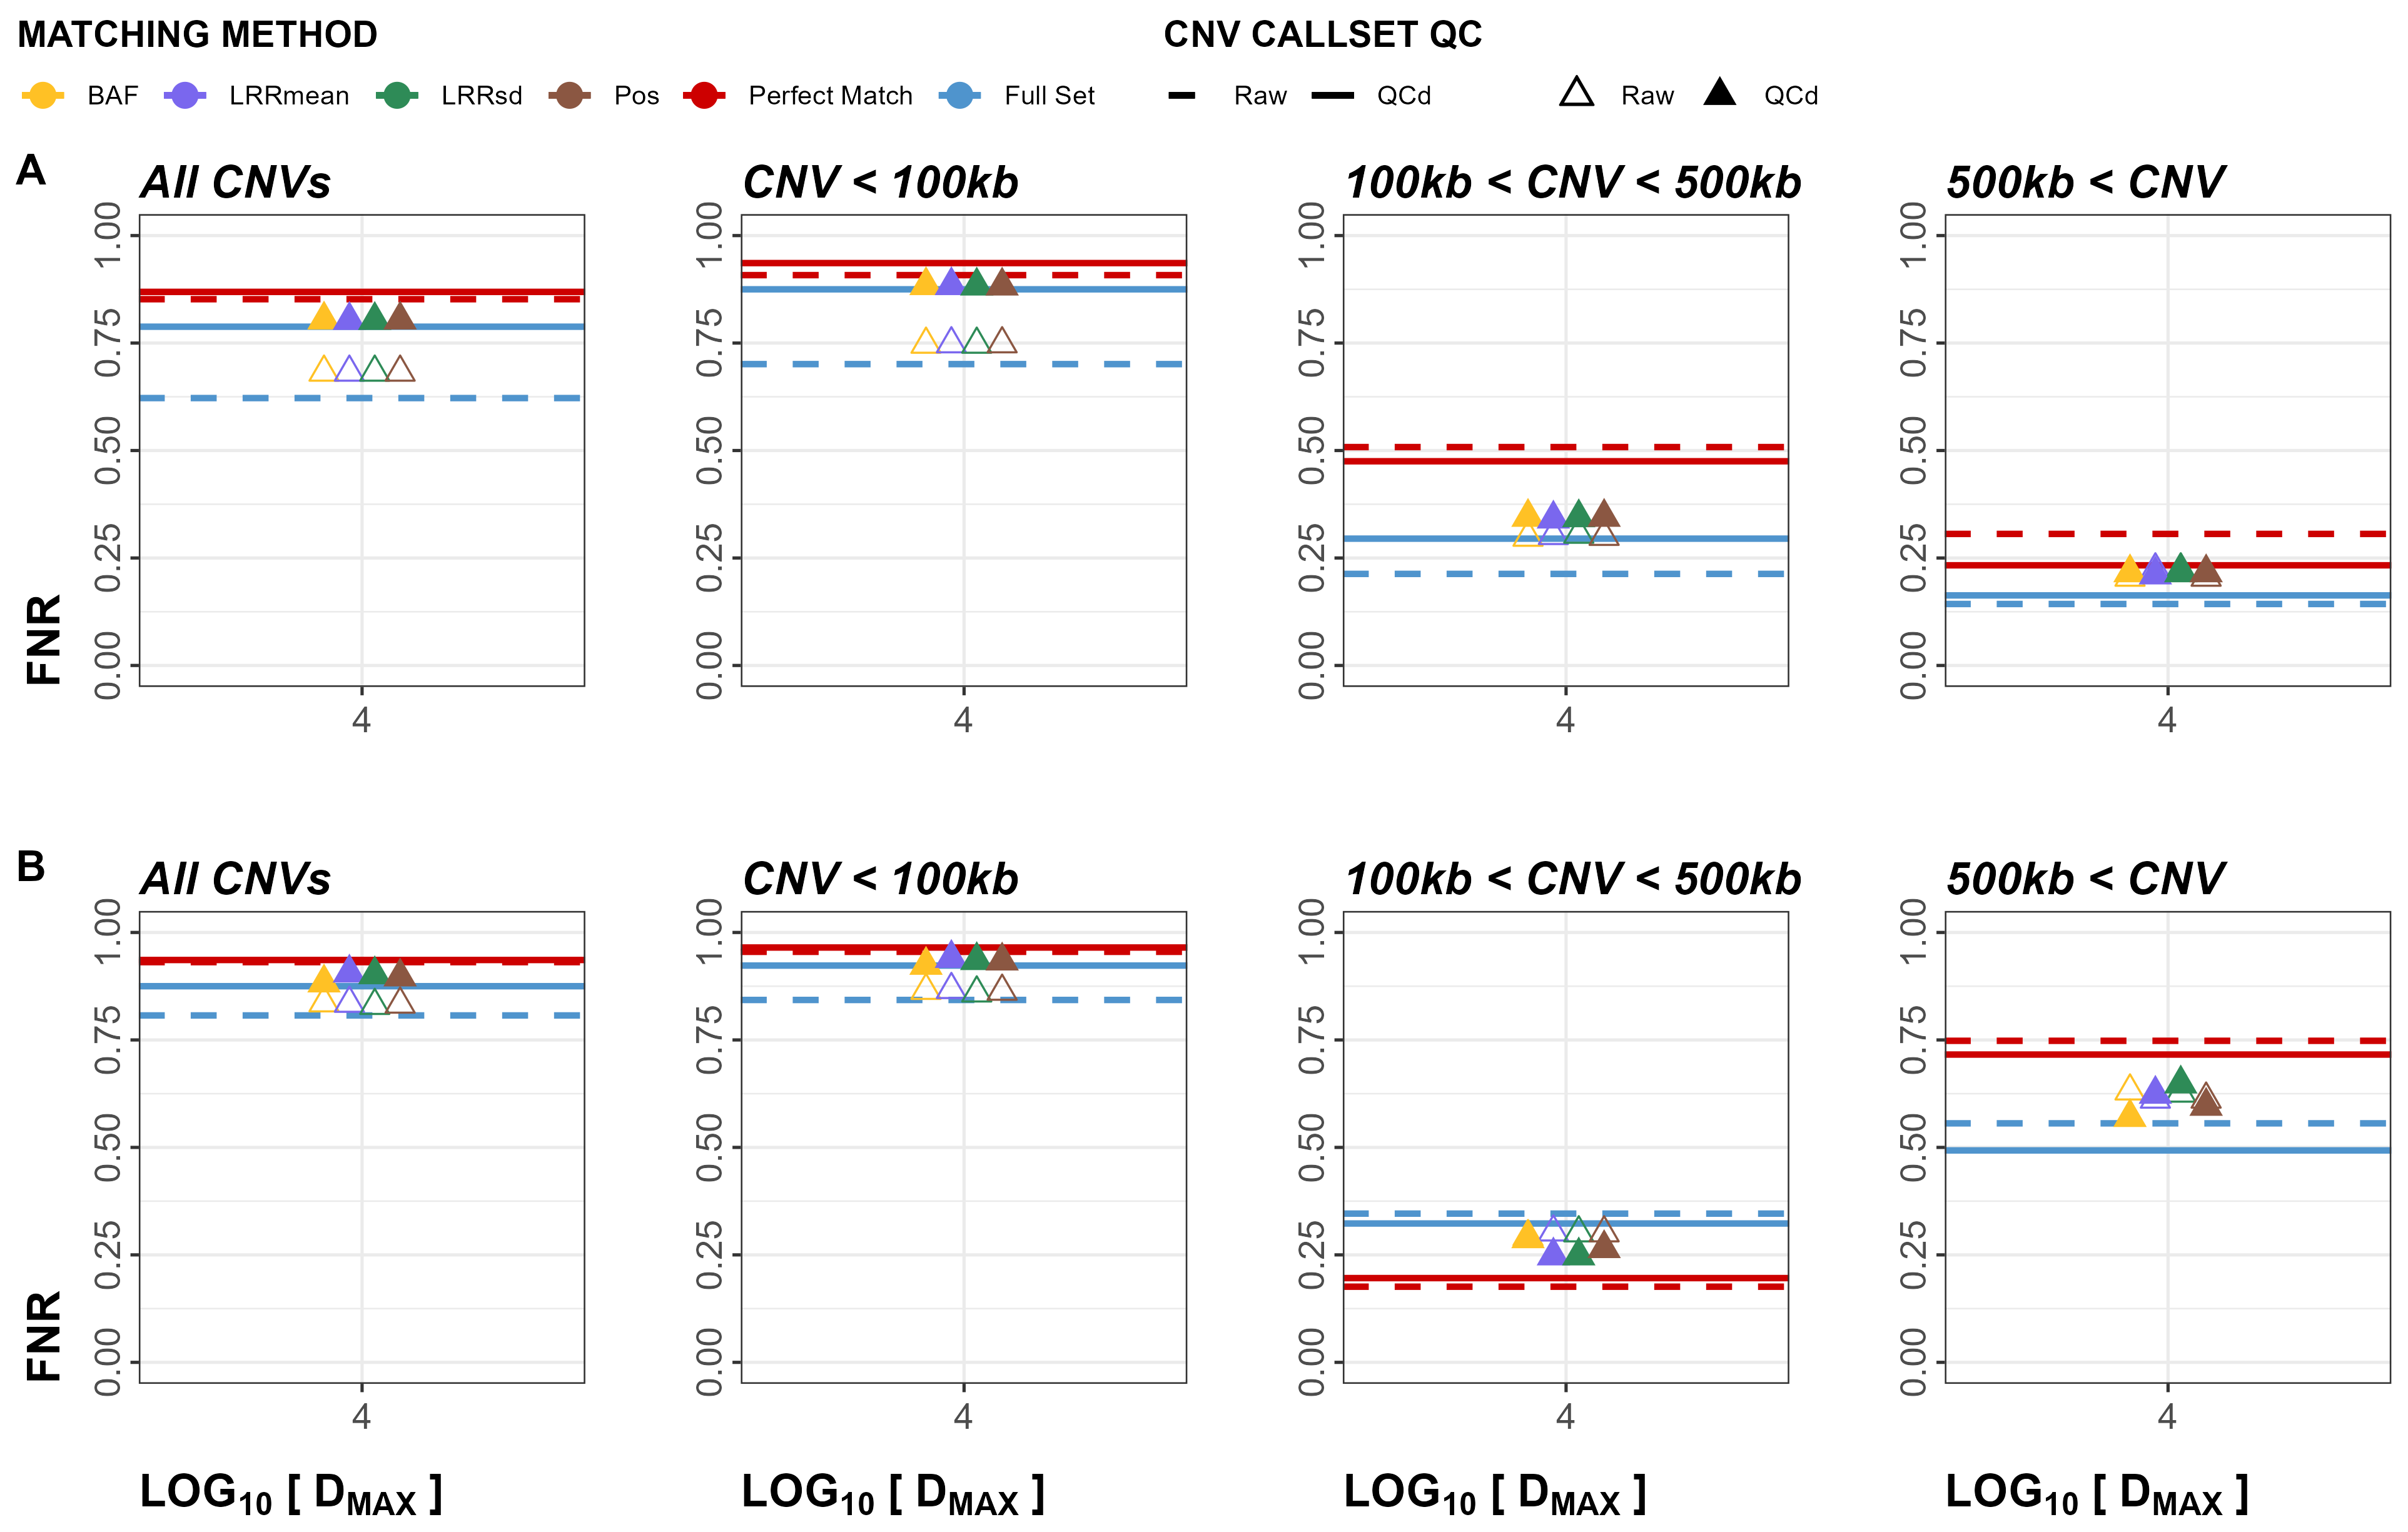 MATCHING METHOD CNV CALLSET QC
BAF LRRmean LRRsd Pos Perfect Match Full Set Raw QCd Raw QCd
A
All CNVs CNV < 100kb 100kb < CNV < 500kb 500kb < CNV
1.00 1.00 1.00 1.00
0.75 0.75 0.75 0.75
0.50 0.50 0.50 0.50
0.25 0.25 0.25 0.25
0.00 0.00 0.00 0.00
FNR
4 4 4 4
B
All CNVs CNV < 100kb 100kb < CNV < 500kb 500kb < CNV
1.00 1.00 1.00 1.00
0.75 0.75 0.75 0.75
0.50 0.50 0.50 0.50
0.25 0.25 0.25 0.25
0.00 0.00 0.00 0.00
FNR
4 4 4 4
LOG10 [ DMAX ] LOG10 [ DMAX ] LOG10 [ DMAX ] LOG10 [ DMAX ]